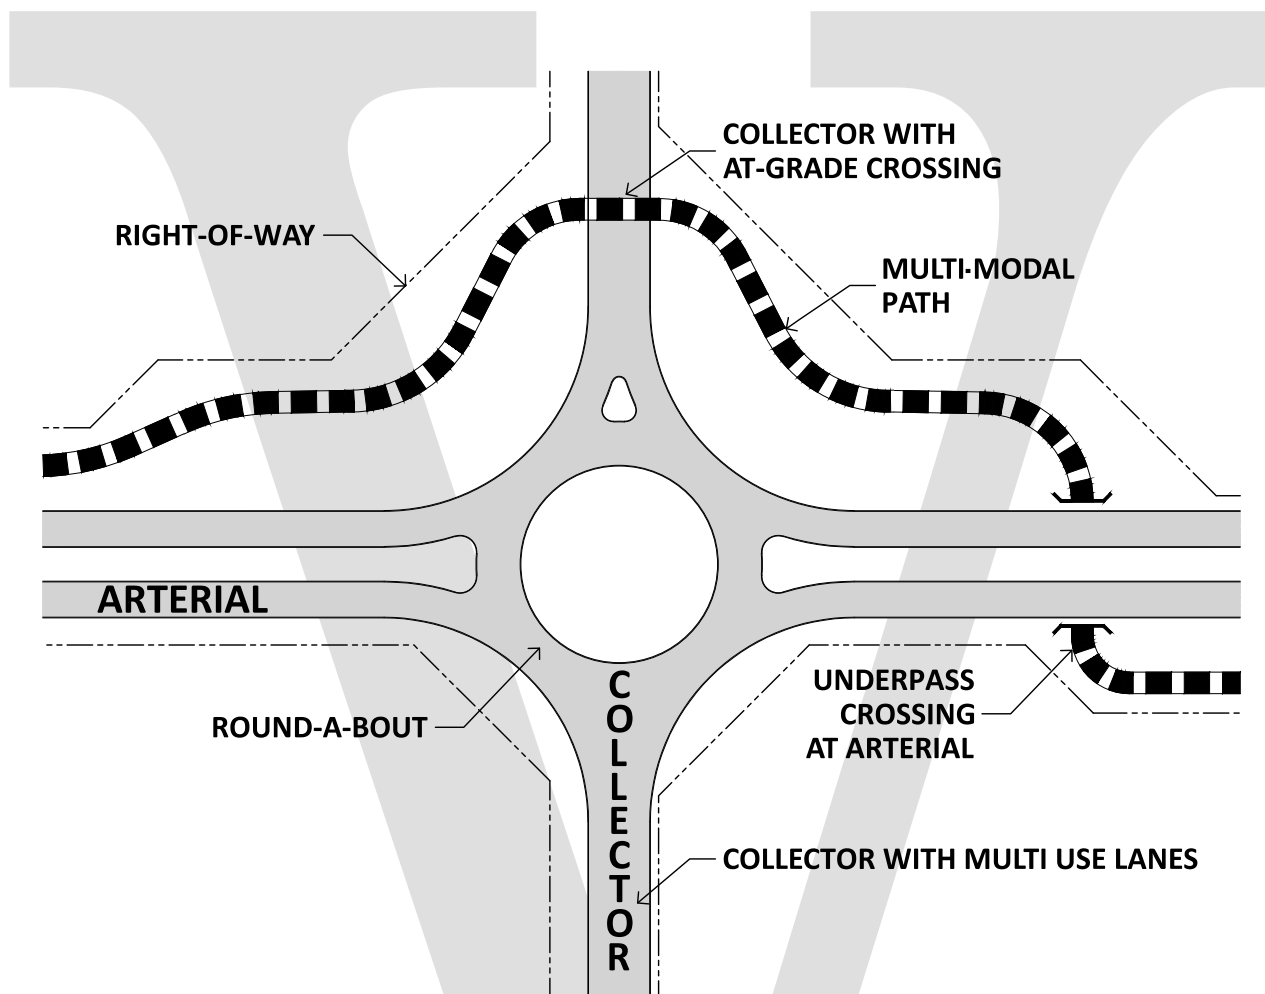 COLLECTOR WITH
AT-GRADE CROSSING
RIGHT-OF-WAY
MULTI-MODAL
PATH
ARTERIAL
ROUND-A-BOUT
COLLECTOR
UNDERPASS
CROSSING
AT ARTERIAL
COLLECTOR WITH MULTI USE LANES